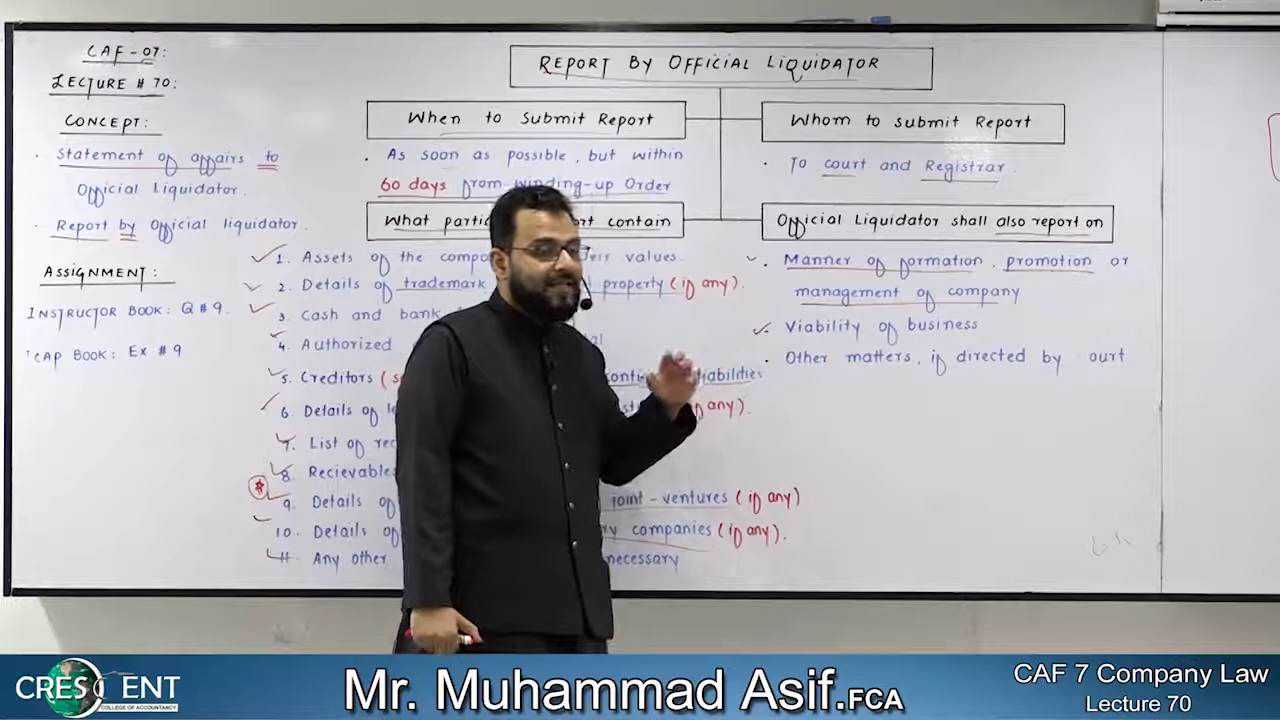 CAF - 07:
LECTURE # 70:
CONCEPT:
. Statement of affairs to
Official Liquidator.
. Report by Official liquidator.
ASSIGNMENT:
INSTRUCTOR BOOK: Q # 9.
CAP BOOK: Ex # 9
REPORT BY OFFICIAL LIQUIDATOR
When to Submit Report
. As soon as possible, but within
60 days from winding-up Order
What contain
1. Assets of the values.
2. Details of trademark property (if any).
3. Cash and bank
4. Authorized
5. Creditors liabilities
6. Details of (if any).
7. List of
8. Recievables
9. Details of joint-ventures (if any)
10. Details of companies (if any).
11. Any other necessary
Whom to submit Report
. To court and Registrar.
Official Liquidator shall also report on
. Manner of formation, promotion or
management of company
Viability of business
. Other matters, if directed by ourt
CRESCENT
COLLEGE OF ACCOUNTANCY
Mr. Muhammad Asif.FCA
CAF 7 Company Law
Lecture 70